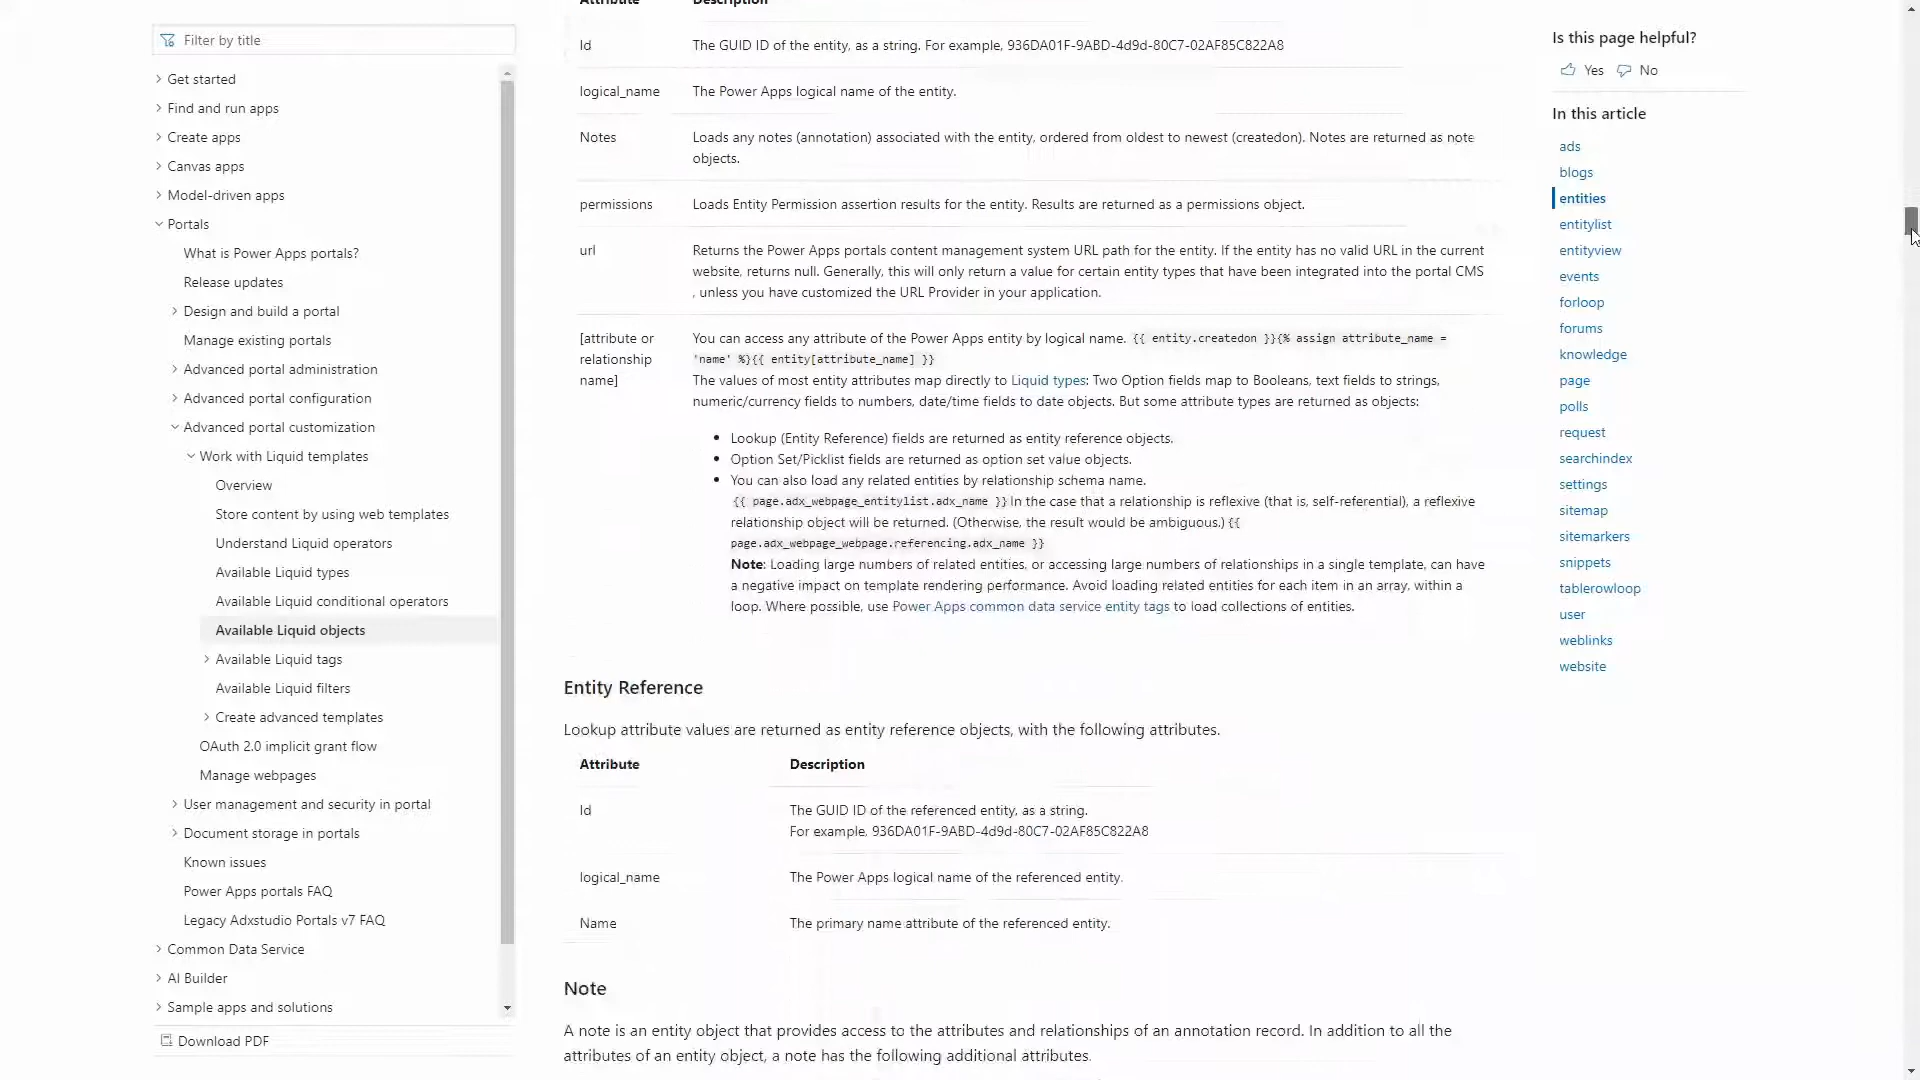 Filter by title
Get started
Find and run apps
Create apps
Canvas apps
Model-driven apps
Portals
What is Power Apps portals?
Release updates
Design and build a portal
Manage existing portals
Advanced portal administration
Advanced portal configuration
Advanced portal customization
Work with Liquid templates
Overview
Store content by using web templates
Understand Liquid operators
Available Liquid types
Available Liquid conditional operators
Available Liquid objects
Available Liquid tags
Available Liquid filters
Create advanced templates
OAuth 2.0 implicit grant flow
Manage webpages
User management and security in portal
Document storage in portals
Known issues
Power Apps portals FAQ
Legacy Adxstudio Portals v7 FAQ
Common Data Service
AI Builder
Sample apps and solutions
Download PDF
Attribute Description
Id The GUID ID of the entity, as a string. For example, 936DA01F-9ABD-4d9d-80C7-02AF85C822A8
logical_name The Power Apps logical name of the entity.
Notes Loads any notes (annotation) associated with the entity, ordered from oldest to newest (createdon). Notes are returned as note
objects.
permissions Loads Entity Permission assertion results for the entity. Results are returned as a permissions object.
url Returns the Power Apps portals content management system URL path for the entity. If the entity has no valid URL in the current
website, returns null. Generally, this will only return a value for certain entity types that have been integrated into the portal CMS
, unless you have customized the URL Provider in your application.
[attribute or You can access any attribute of the Power Apps entity by logical name. {{ entity.createdon }}{% assign attribute_name =
relationship 'name' %}{{ entity[attribute_name] }}
name] The values of most entity attributes map directly to Liquid types: Two Option fields map to Booleans, text fields to strings,
numeric/currency fields to numbers, date/time fields to date objects. But some attribute types are returned as objects:
• Lookup (Entity Reference) fields are returned as entity reference objects.
• Option Set/Picklist fields are returned as option set value objects.
• You can also load any related entities by relationship schema name.
{{ page.adx_webpage_entitylist.adx_name }} In the case that a relationship is reflexive (that is, self-referential), a reflexive
relationship object will be returned. (Otherwise, the result would be ambiguous.) {{
page.adx_webpage_webpage.referencing.adx_name }}
Note: Loading large numbers of related entities, or accessing large numbers of relationships in a single template, can have
a negative impact on template rendering performance. Avoid loading related entities for each item in an array, within a
loop. Where possible, use Power Apps common data service entity tags to load collections of entities.
Entity Reference
Lookup attribute values are returned as entity reference objects, with the following attributes.
Attribute Description
Id The GUID ID of the referenced entity, as a string.
For example, 936DA01F-9ABD-4d9d-80C7-02AF85C822A8
logical_name The Power Apps logical name of the referenced entity.
Name The primary name attribute of the referenced entity.
Note
A note is an entity object that provides access to the attributes and relationships of an annotation record. In addition to all the
attributes of an entity object, a note has the following additional attributes.
Is this page helpful?
Yes No
In this article
ads
blogs
entities
entitylist
entityview
events
forloop
forums
knowledge
page
polls
request
searchindex
settings
sitemap
sitemarkers
snippets
tablerowloop
user
weblinks
website